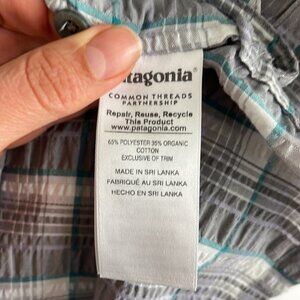 patagonia®
COMMON THREADS
PARTNERSHIP
Repair, Reuse, Recycle
This Product
www.patagonia.com
65% POLYESTER 35% ORGANIC
COTTON
EXCLUSIVE OF TRIM
MADE IN SRI LANKA
FABRIQUÉ AU SRI LANKA
HECHO EN SRI LANKA